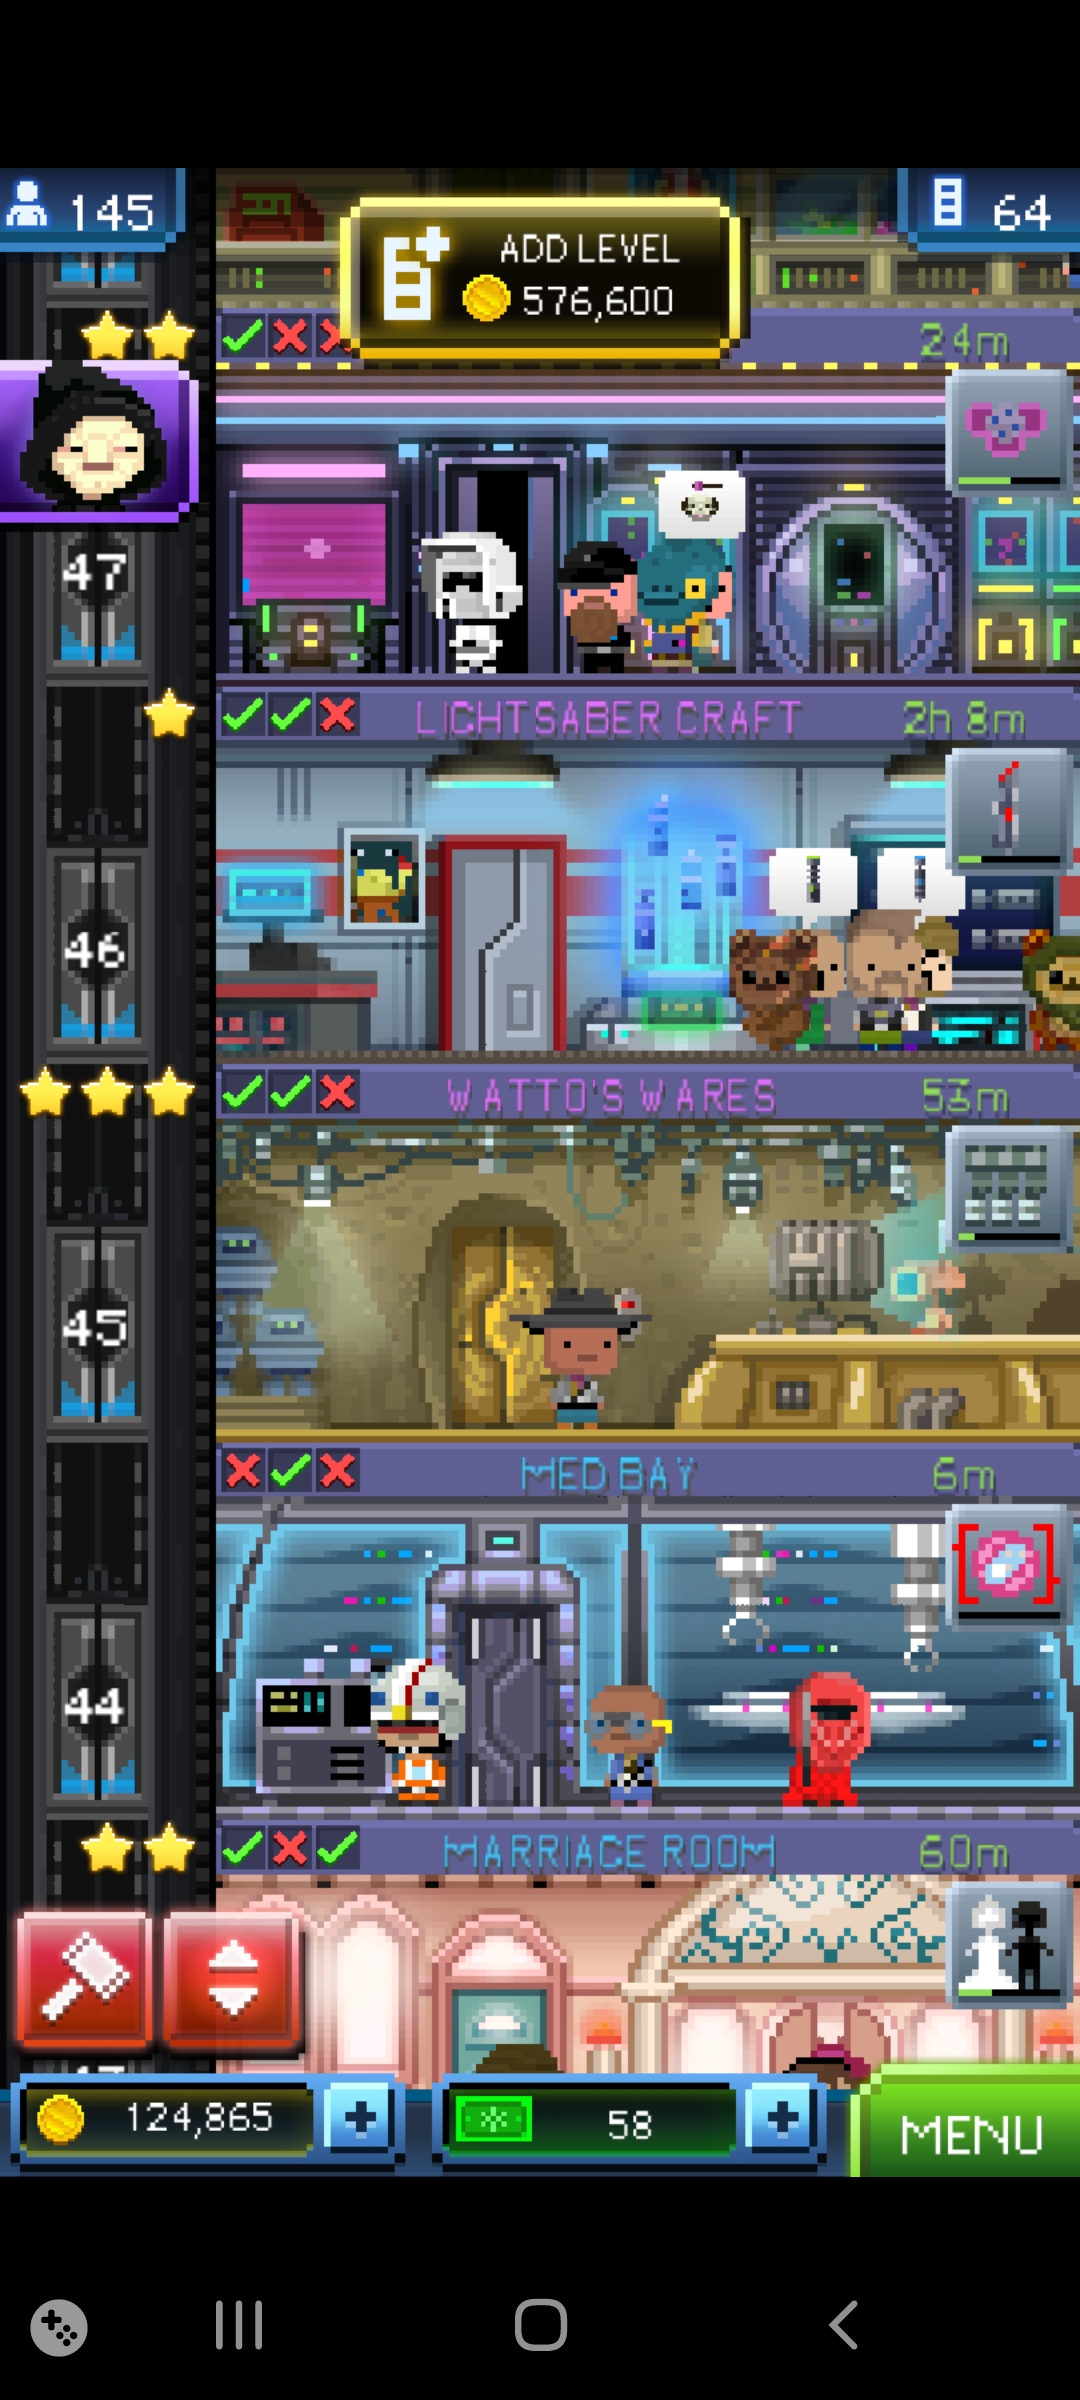 145
64
ADD LEVEL
576,600
24m
47
LIGHTSABER CRAFT
2h 8m
46
WATTO'S WARES
53m
45
MED BAY
6m
44
MARRIAGE ROOM
60m
124,865
58
MENU